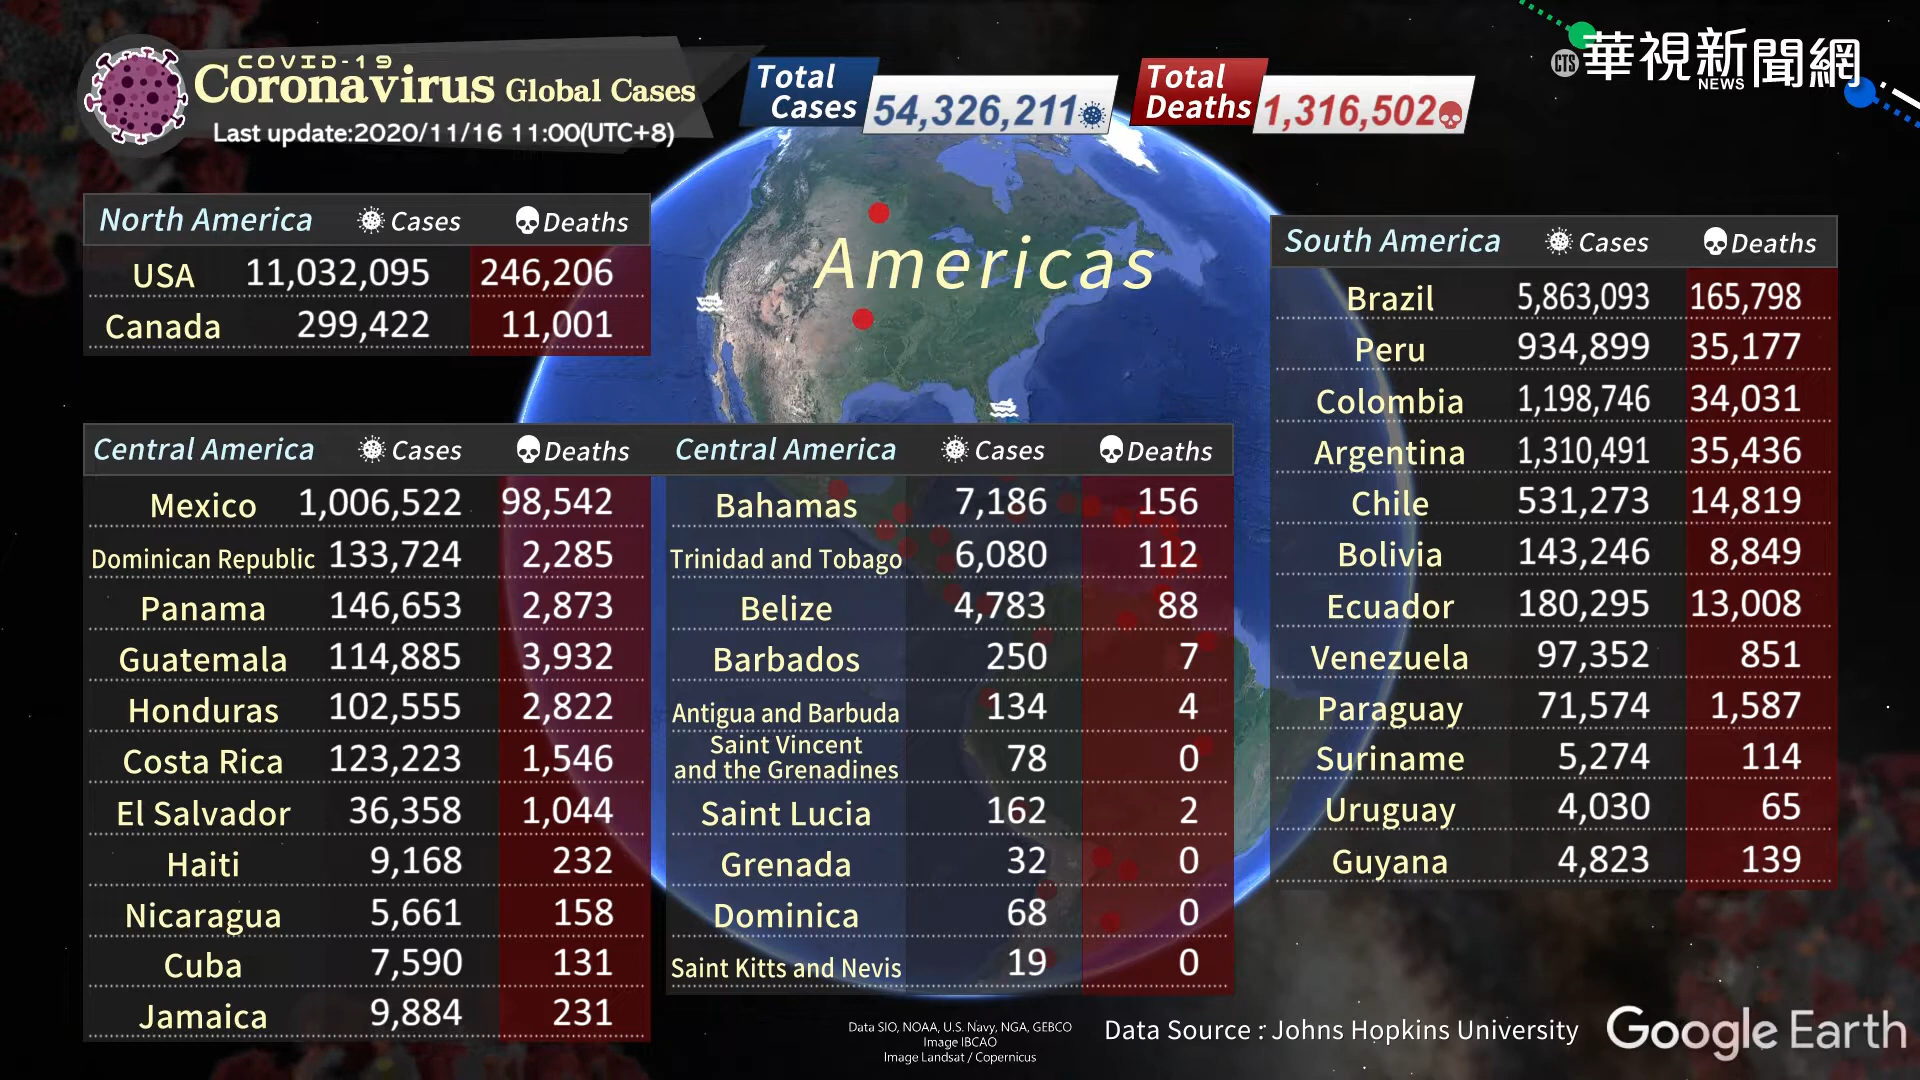 COVID-19
Coronavirus Global Cases
Last update:2020/11/16 11:00(UTC+8)
Total Cases 54,326,211
Total Deaths 1,316,502
CTS 華視新聞網
NEWS
Americas
North America Cases Deaths
USA 11,032,095 246,206
Canada 299,422 11,001
Central America Cases Deaths
Mexico 1,006,522 98,542
Dominican Republic 133,724 2,285
Panama 146,653 2,873
Guatemala 114,885 3,932
Honduras 102,555 2,822
Costa Rica 123,223 1,546
El Salvador 36,358 1,044
Haiti 9,168 232
Nicaragua 5,661 158
Cuba 7,590 131
Jamaica 9,884 231
Central America Cases Deaths
Bahamas 7,186 156
Trinidad and Tobago 6,080 112
Belize 4,783 88
Barbados 250 7
Antigua and Barbuda 134 4
Saint Vincent
and the Grenadines 78 0
Saint Lucia 162 2
Grenada 32 0
Dominica 68 0
Saint Kitts and Nevis 19 0
South America Cases Deaths
Brazil 5,863,093 165,798
Peru 934,899 35,177
Colombia 1,198,746 34,031
Argentina 1,310,491 35,436
Chile 531,273 14,819
Bolivia 143,246 8,849
Ecuador 180,295 13,008
Venezuela 97,352 851
Paraguay 71,574 1,587
Suriname 5,274 114
Uruguay 4,030 65
Guyana 4,823 139
Data SIO, NOAA, U.S. Navy, NGA, GEBCO
Image IBCAO
Image Landsat / Copernicus
Data Source : Johns Hopkins University
Google Earth